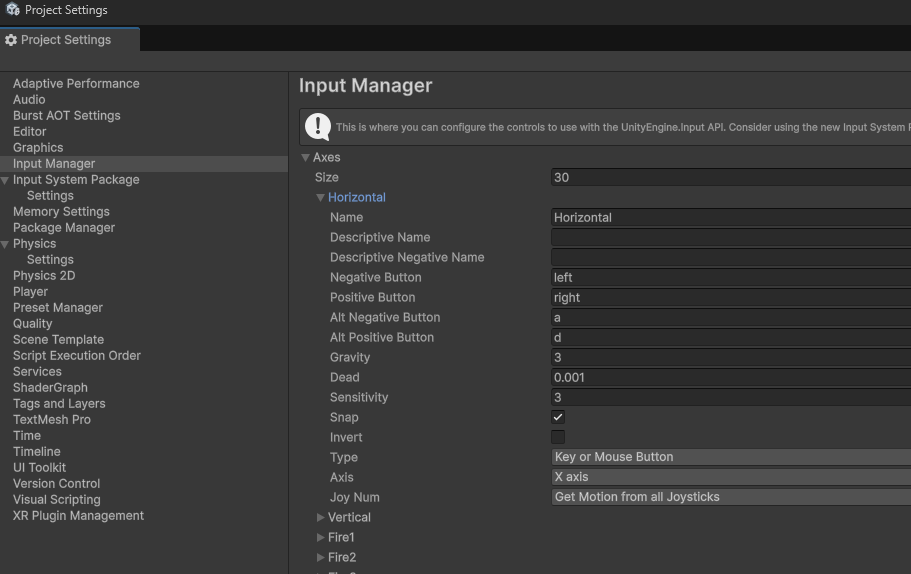 Project Settings
Project Settings
Adaptive Performance
Audio
Burst AOT Settings
Editor
Graphics
Input Manager
Input System Package
Settings
Memory Settings
Package Manager
Physics
Settings
Physics 2D
Player
Preset Manager
Quality
Scene Template
Script Execution Order
Services
ShaderGraph
Tags and Layers
TextMesh Pro
Time
Timeline
UI Toolkit
Version Control
Visual Scripting
XR Plugin Management
Input Manager
This is where you can configure the controls to use with the UnityEngine.Input API. Consider using the new Input System
Axes
Size 30
Horizontal
Name Horizontal
Descriptive Name
Descriptive Negative Name
Negative Button left
Positive Button right
Alt Negative Button a
Alt Positive Button d
Gravity 3
Dead 0.001
Sensitivity 3
Snap
Invert
Type Key or Mouse Button
Axis X axis
Joy Num Get Motion from all Joysticks
Vertical
Fire1
Fire2